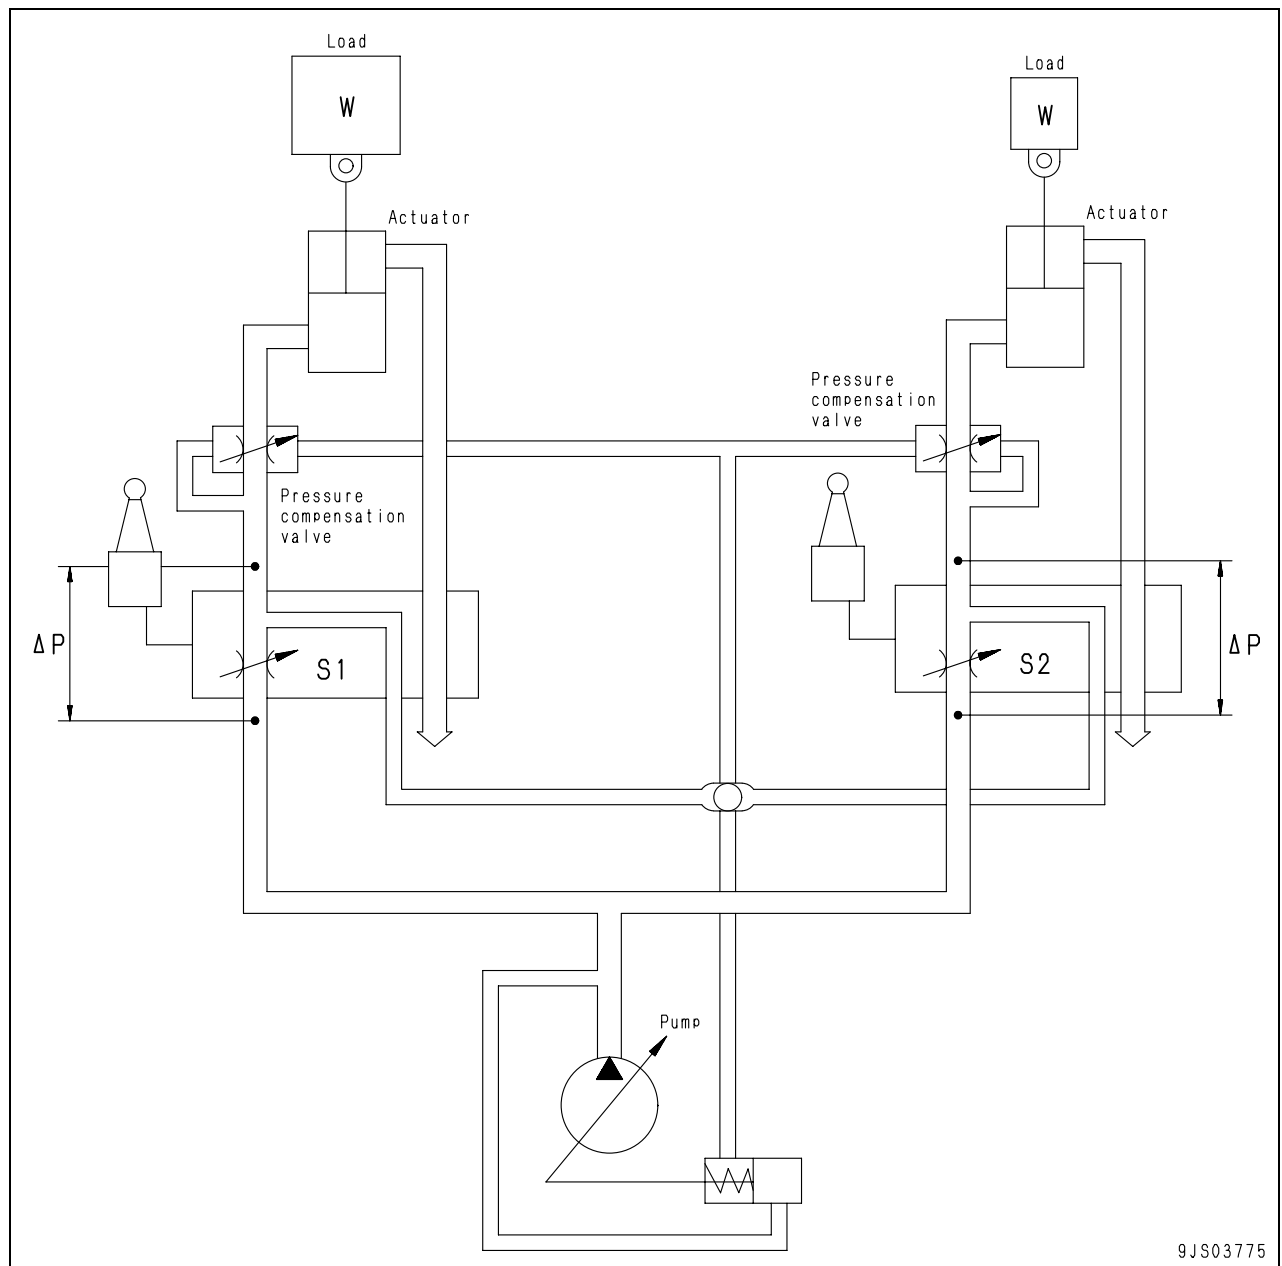 Load
W
Load
W
Actuator
Actuator
Pressure
compensation
valve
Pressure
compensation
valve
ΔP
S1
S2
ΔP
Pump
9JS03775